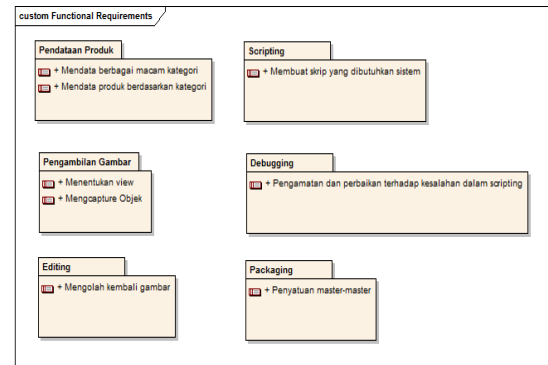 custom Functional Requirements
Pendataan Produk
+ Mendata berbagai macam kategori
+ Mendata produk berdasarkan kategori
Scripting
+ Membuat skrip yang dibutuhkan sistem
Pengambilan Gambar
+ Menentukan view
+ Mengcapture Objek
Debugging
+ Pengamatan dan perbaikan terhadap kesalahan dalam scripting
Editing
+ Mengolah kembali gambar
Packaging
+ Penyatuan master-master